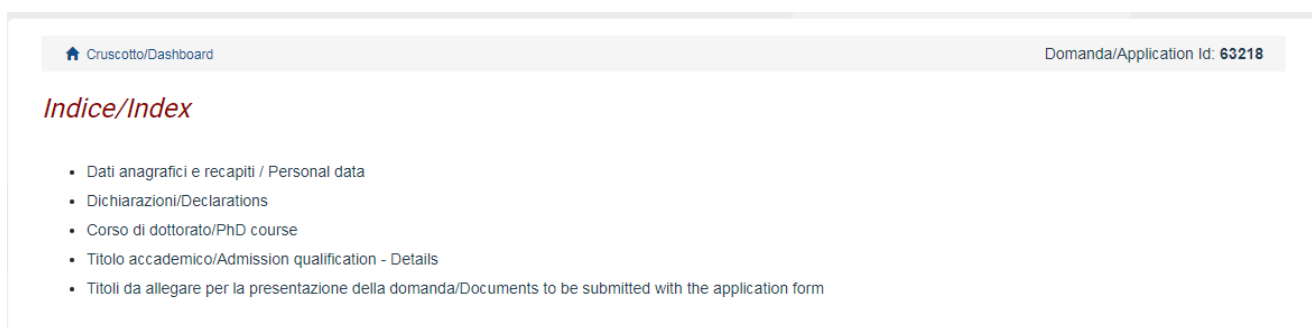 Cruscotto/Dashboard Domanda/Application Id: 63218
Indice/Index
• Dati anagrafici e recapiti / Personal data
• Dichiarazioni/Declarations
• Corso di dottorato/PhD course
• Titolo accademico/Admission qualification - Details
• Titoli da allegare per la presentazione della domanda/Documents to be submitted with the application form